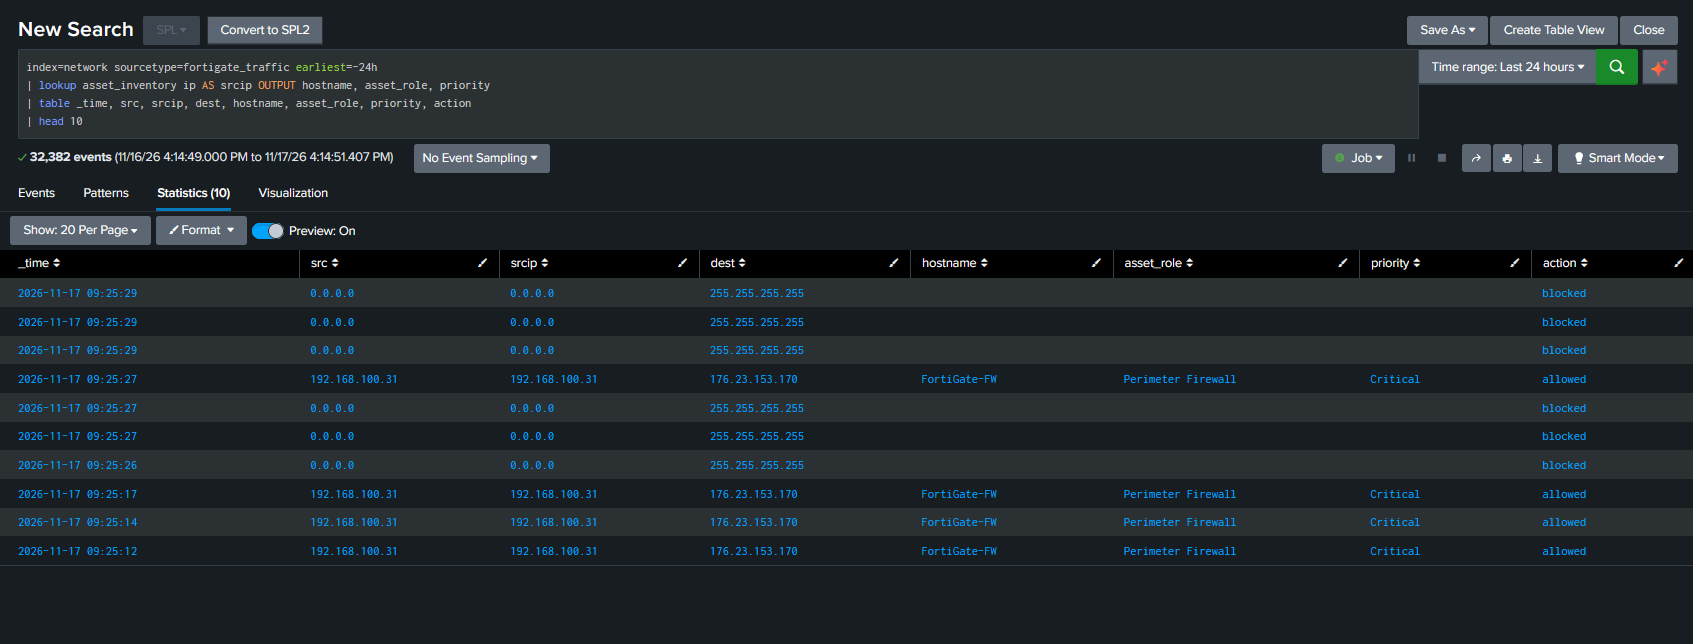 New Search SPL Convert to SPL2 Save As Create Table View Close
index=network sourcetype=fortigate_traffic earliest=-24h
| lookup asset_inventory ip AS srcip OUTPUT hostname, asset_role, priority
| table _time, src, srcip, dest, hostname, asset_role, priority, action
| head 10
Time range: Last 24 hours
32,382 events (11/16/26 4:14:49.000 PM to 11/17/26 4:14:51.407 PM) No Event Sampling Job Smart Mode
Events Patterns Statistics (10) Visualization
Show: 20 Per Page Format Preview: On
_time src srcip dest hostname asset_role priority action
2026-11-17 09:25:29 0.0.0.0 0.0.0.0 255.255.255.255 blocked
2026-11-17 09:25:29 0.0.0.0 0.0.0.0 255.255.255.255 blocked
2026-11-17 09:25:29 0.0.0.0 0.0.0.0 255.255.255.255 blocked
2026-11-17 09:25:27 192.168.100.31 192.168.100.31 176.23.153.170 FortiGate-FW Perimeter Firewall Critical allowed
2026-11-17 09:25:27 0.0.0.0 0.0.0.0 255.255.255.255 blocked
2026-11-17 09:25:27 0.0.0.0 0.0.0.0 255.255.255.255 blocked
2026-11-17 09:25:26 0.0.0.0 0.0.0.0 255.255.255.255 blocked
2026-11-17 09:25:17 192.168.100.31 192.168.100.31 176.23.153.170 FortiGate-FW Perimeter Firewall Critical allowed
2026-11-17 09:25:14 192.168.100.31 192.168.100.31 176.23.153.170 FortiGate-FW Perimeter Firewall Critical allowed
2026-11-17 09:25:12 192.168.100.31 192.168.100.31 176.23.153.170 FortiGate-FW Perimeter Firewall Critical allowed